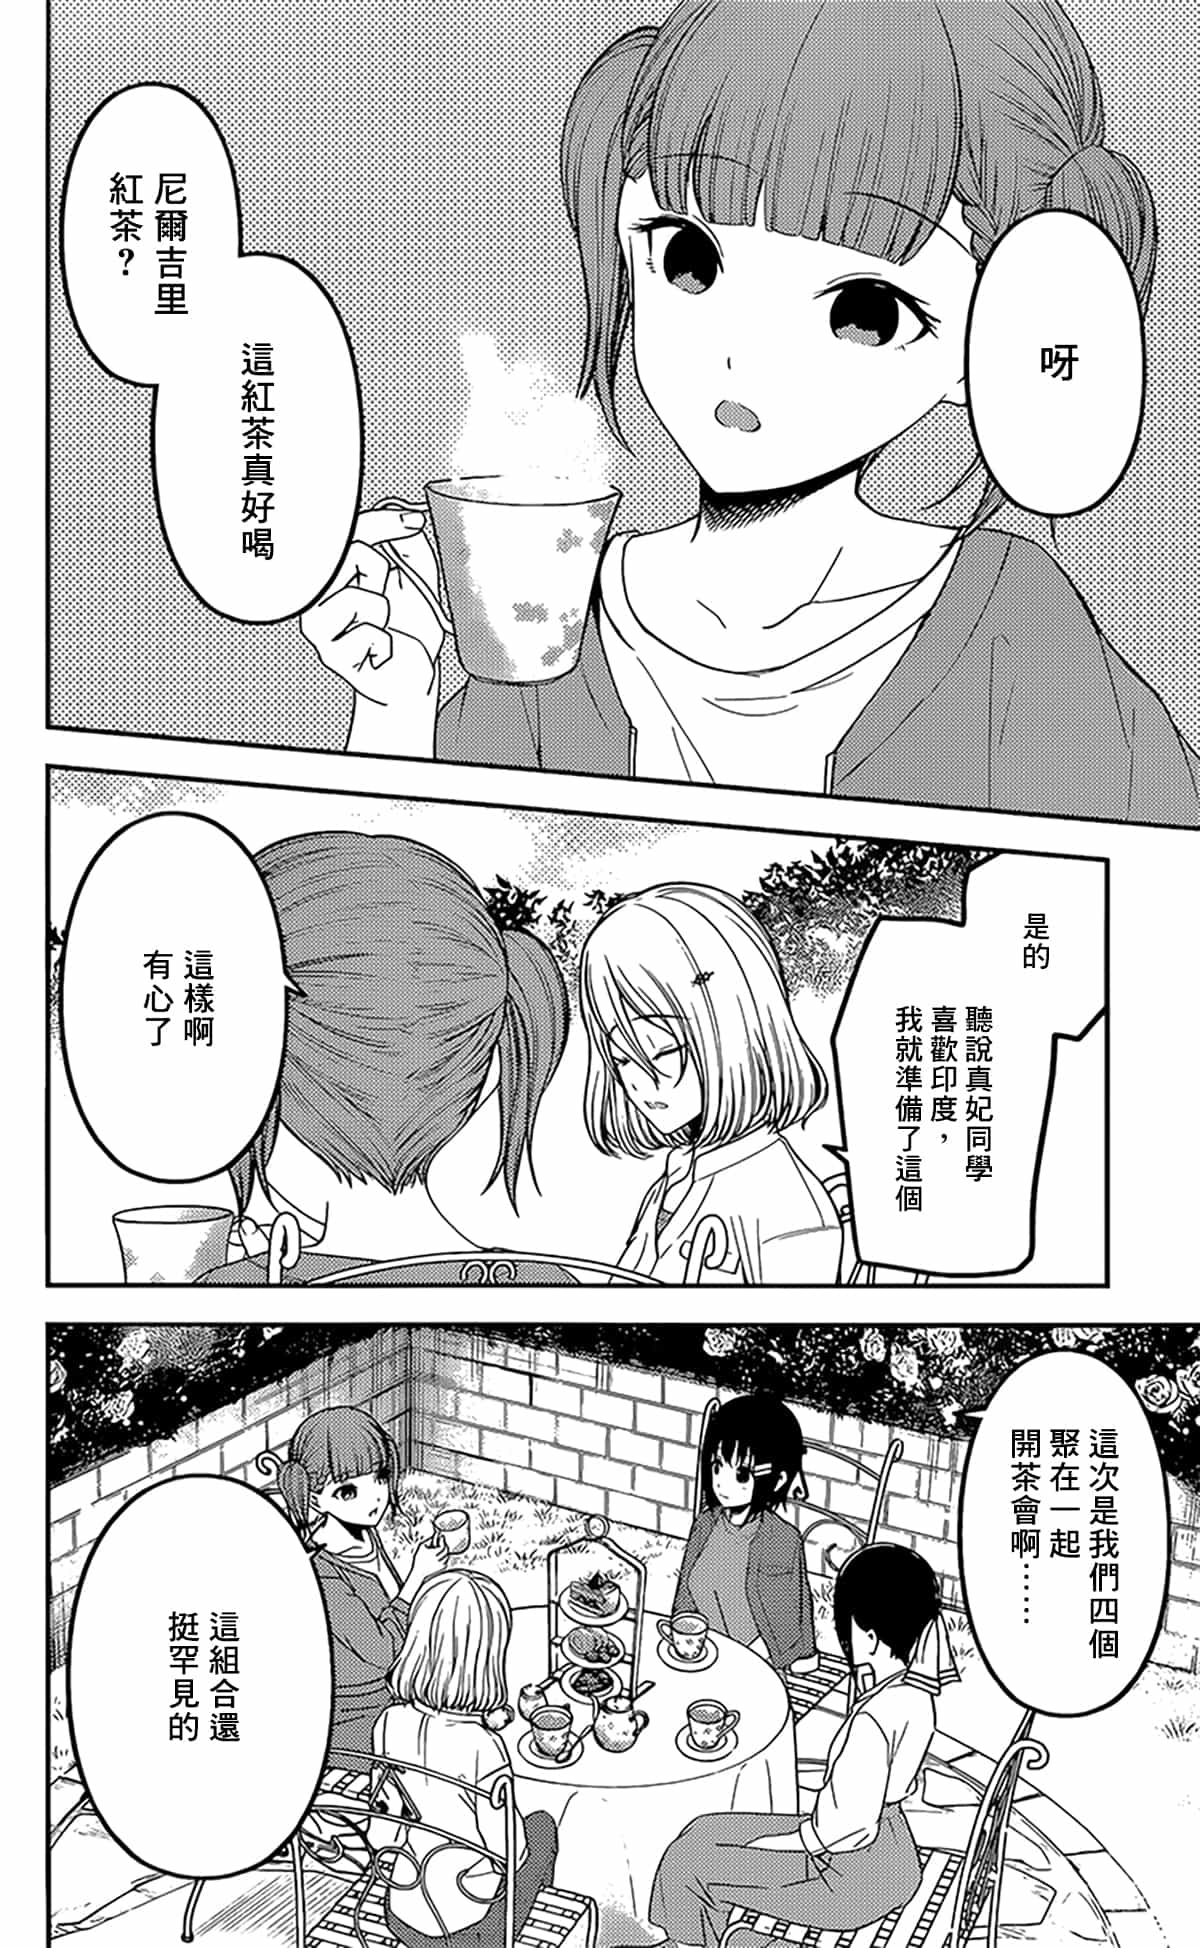 呀
這紅茶真好喝
尼爾吉里
紅茶?
是的
聽說真妃同學
喜歡印度，
我就準備了這個
這樣啊
有心了
這次是我們四個
聚在一起
開茶會啊……
這組合還
挺罕見的